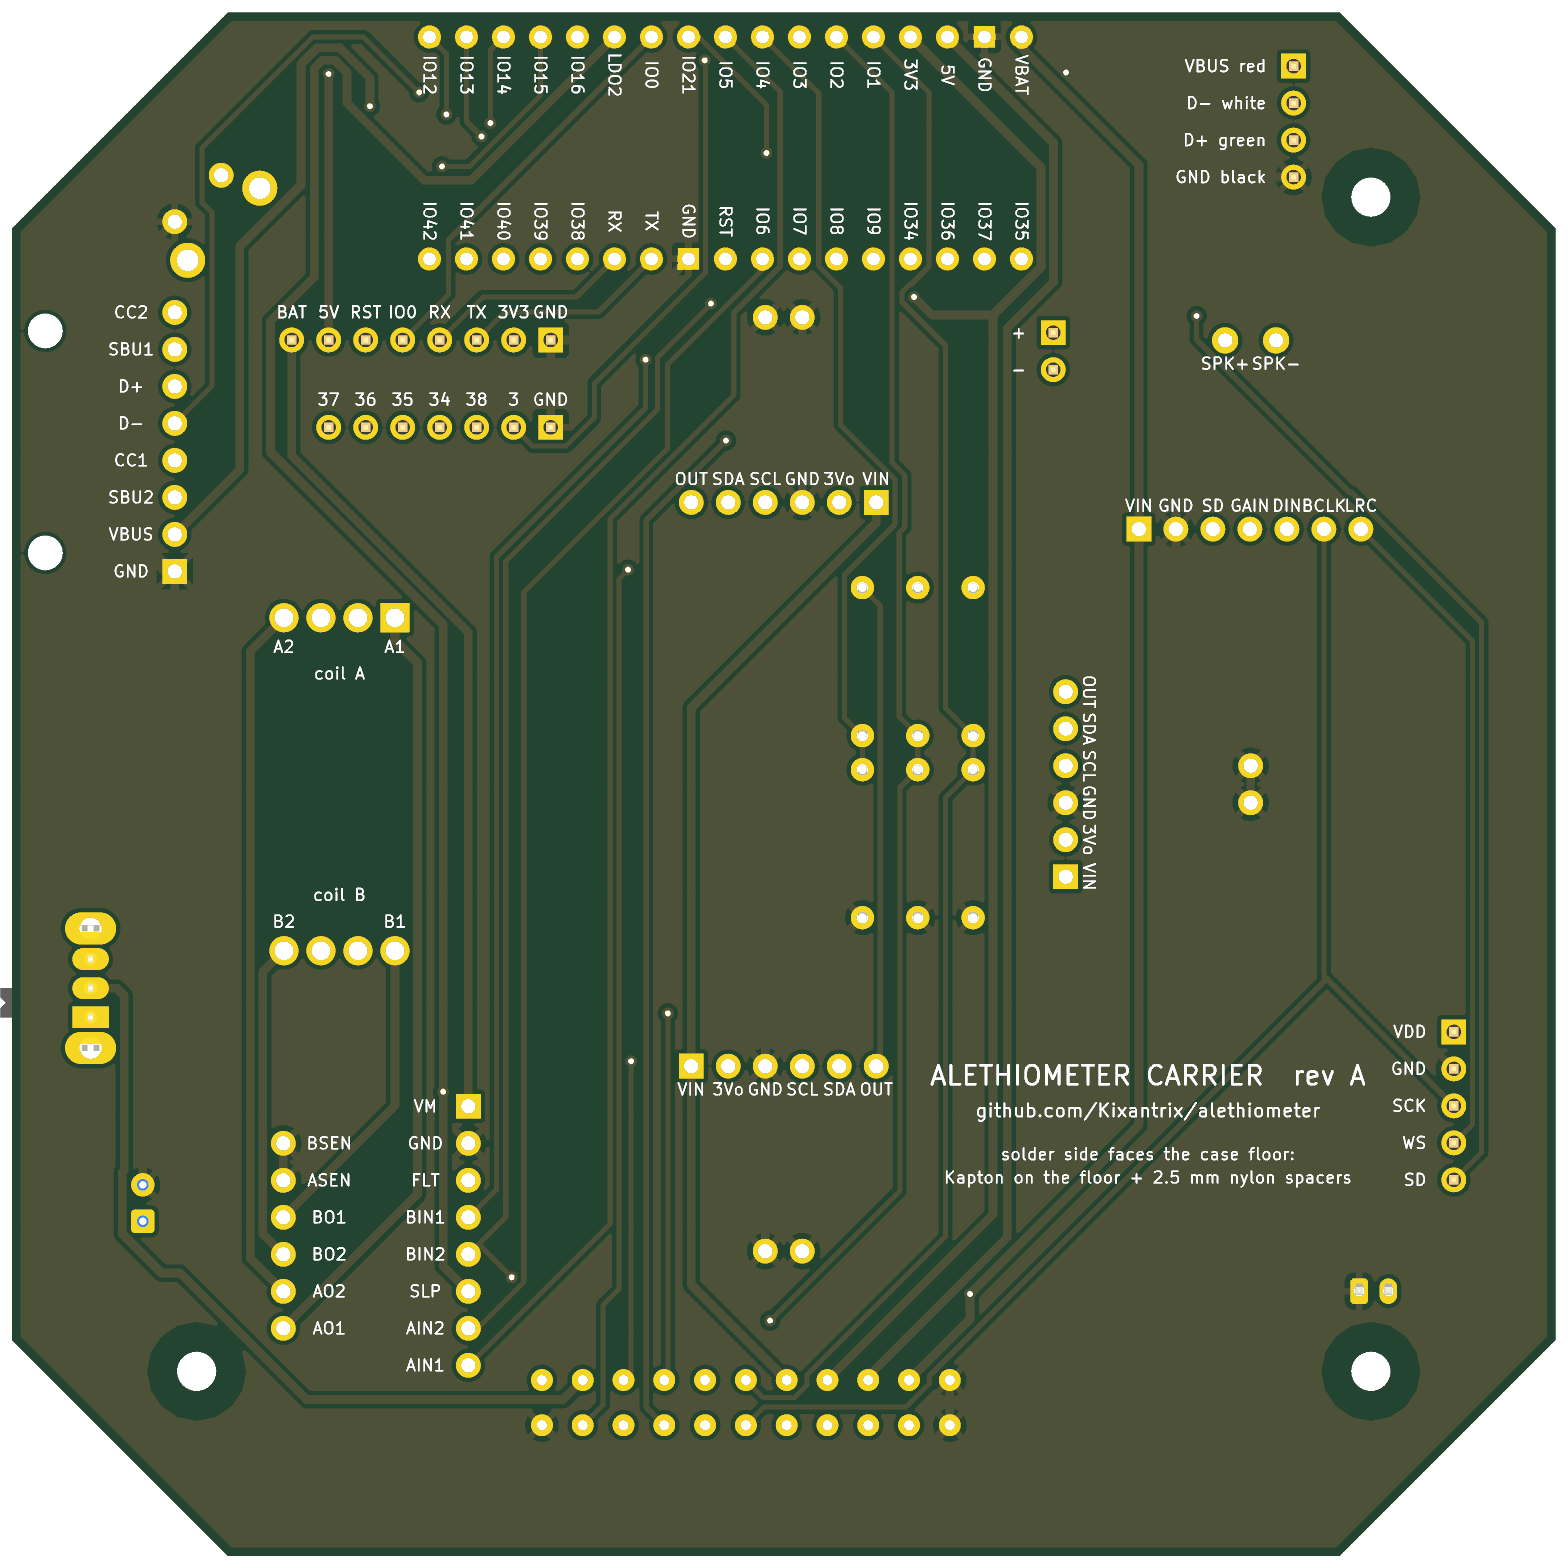 IO12 IO13 IO14 IO15 IO16 LDO2 IO0 IO21 IO5 IO4 IO3 IO2 IO1 3V3 5V GND VBAT
VBUS red
D- white
D+ green
GND black
IO42 IO41 IO40 IO39 IO38 RX TX GND RST IO6 IO7 IO8 IO9 IO34 IO36 IO37 IO35
CC2
SBU1
D+
D-
CC1
SBU2
VBUS
GND
BAT 5V RST IO0 RX TX 3V3 GND
37 36 35 34 38 3 GND
+
-
SPK+ SPK-
OUT SDA SCL GND 3Vo VIN
VIN GND SD GAIN DIN BCLK LRC
A2 A1
coil A
OUT SDA SCL GND 3Vo VIN
coil B
B2 B1
VM
GND
FLT
BIN1
BIN2
SLP
AIN2
AIN1
BSEN
ASEN
BO1
BO2
AO2
AO1
VIN 3Vo GND SCL SDA OUT
VDD
GND
SCK
WS
SD
ALETHIOMETER CARRIER rev A
github.com/Kixantrix/alethiometer
solder side faces the case floor:
Kapton on the floor + 2.5 mm nylon spacers